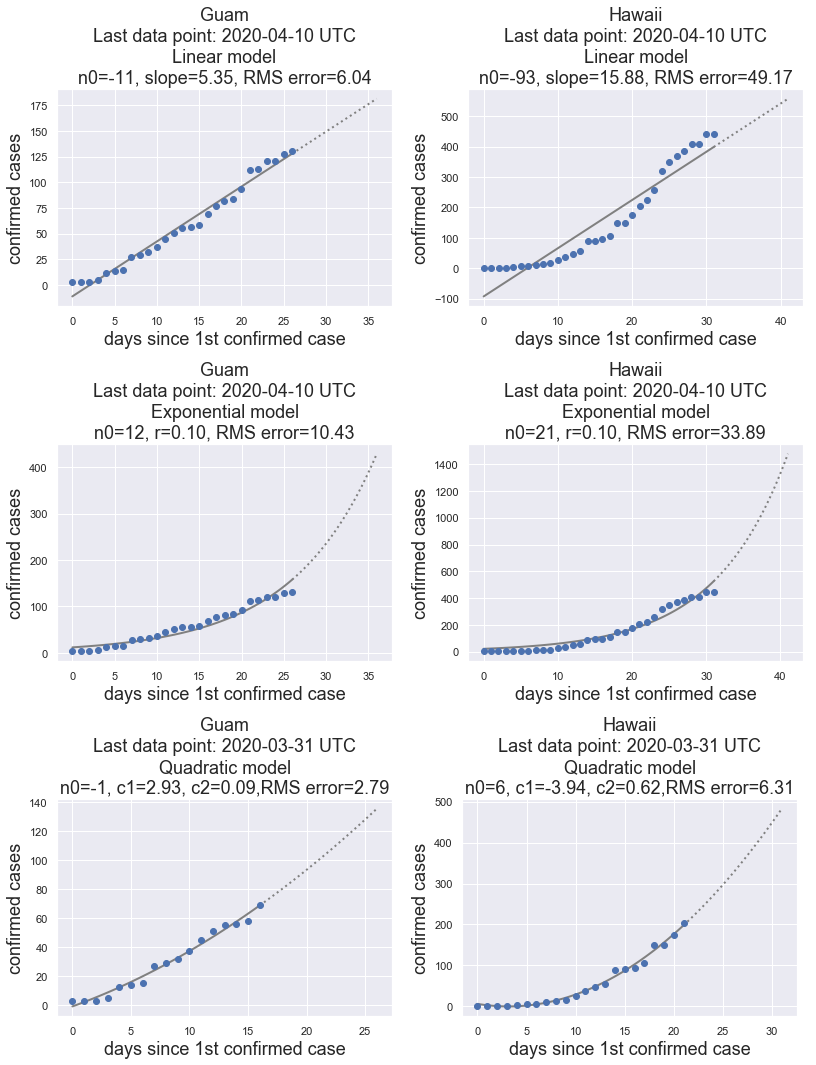 Guam
Last data point: 2020-04-10 UTC
Linear model
n0=-11, slope=5.35, RMS error=6.04
175
150
125
100
75
50
25
0
confirmed cases
0 5 10 15 20 25 30 35
days since 1st confirmed case
Hawaii
Last data point: 2020-04-10 UTC
Linear model
n0=-93, slope=15.88, RMS error=49.17
500
400
300
200
100
0
−100
confirmed cases
0 10 20 30 40
days since 1st confirmed case
Guam
Last data point: 2020-04-10 UTC
Exponential model
n0=12, r=0.10, RMS error=10.43
400
300
200
100
0
confirmed cases
0 5 10 15 20 25 30 35
days since 1st confirmed case
Hawaii
Last data point: 2020-04-10 UTC
Exponential model
n0=21, r=0.10, RMS error=33.89
1400
1200
1000
800
600
400
200
0
confirmed cases
0 10 20 30 40
days since 1st confirmed case
Guam
Last data point: 2020-03-31 UTC
Quadratic model
n0=-1, c1=2.93, c2=0.09,RMS error=2.79
140
120
100
80
60
40
20
0
confirmed cases
0 5 10 15 20 25
days since 1st confirmed case
Hawaii
Last data point: 2020-03-31 UTC
Quadratic model
n0=6, c1=-3.94, c2=0.62,RMS error=6.31
500
400
300
200
100
0
confirmed cases
0 5 10 15 20 25 30
days since 1st confirmed case